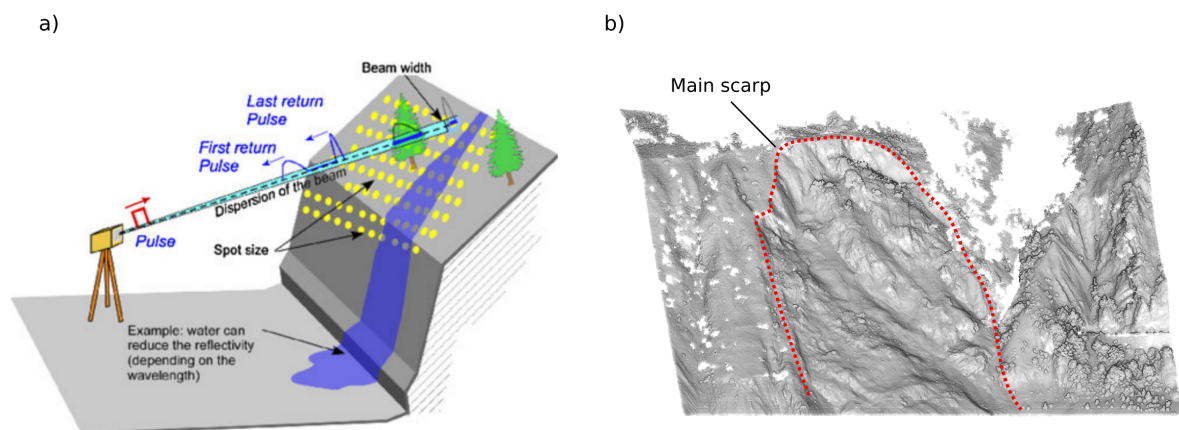 a)
Beam width
Last return
Pulse
First return
Pulse
Dispersion of the beam
Pulse
Spot size
Example: water can
reduce the reflectivity
(depending on the
wavelength)
b)
Main scarp